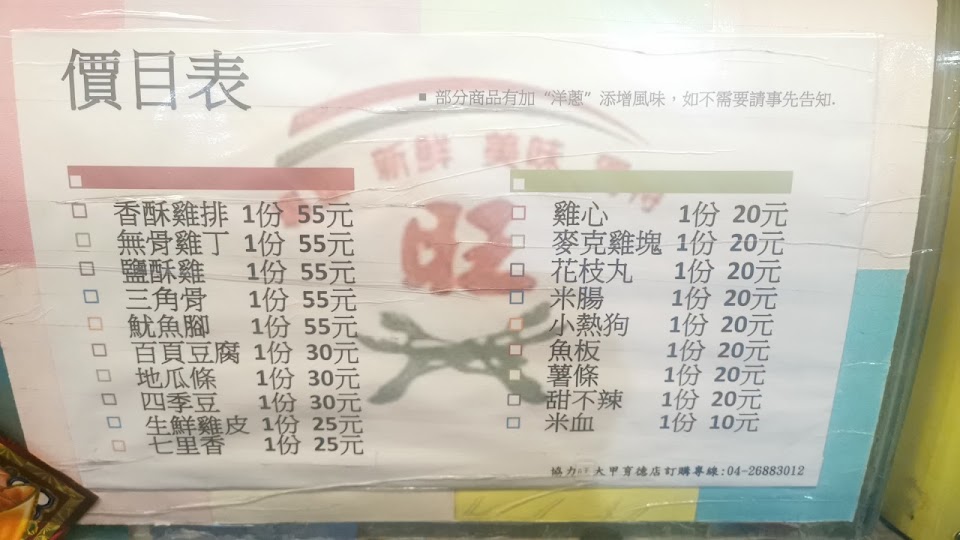 價目表
■ 部分商品有加“洋蔥”添增風味，如不需要請事先告知.
新鮮 美味
旺
□ 香酥雞排 1份 55元
□ 無骨雞丁 1份 55元
□ 鹽酥雞 1份 55元
□ 三角骨 1份 55元
□ 魷魚腳 1份 55元
□ 百頁豆腐 1份 30元
□ 地瓜條 1份 30元
□ 四季豆 1份 30元
□ 生鮮雞皮 1份 25元
□ 七里香 1份 25元
□ 雞心 1份 20元
□ 麥克雞塊 1份 20元
□ 花枝丸 1份 20元
□ 米腸 1份 20元
□ 小熱狗 1份 20元
□ 魚板 1份 20元
□ 薯條 1份 20元
□ 甜不辣 1份 20元
□ 米血 1份 10元
協力 大甲育德店訂購專線:04-26883012